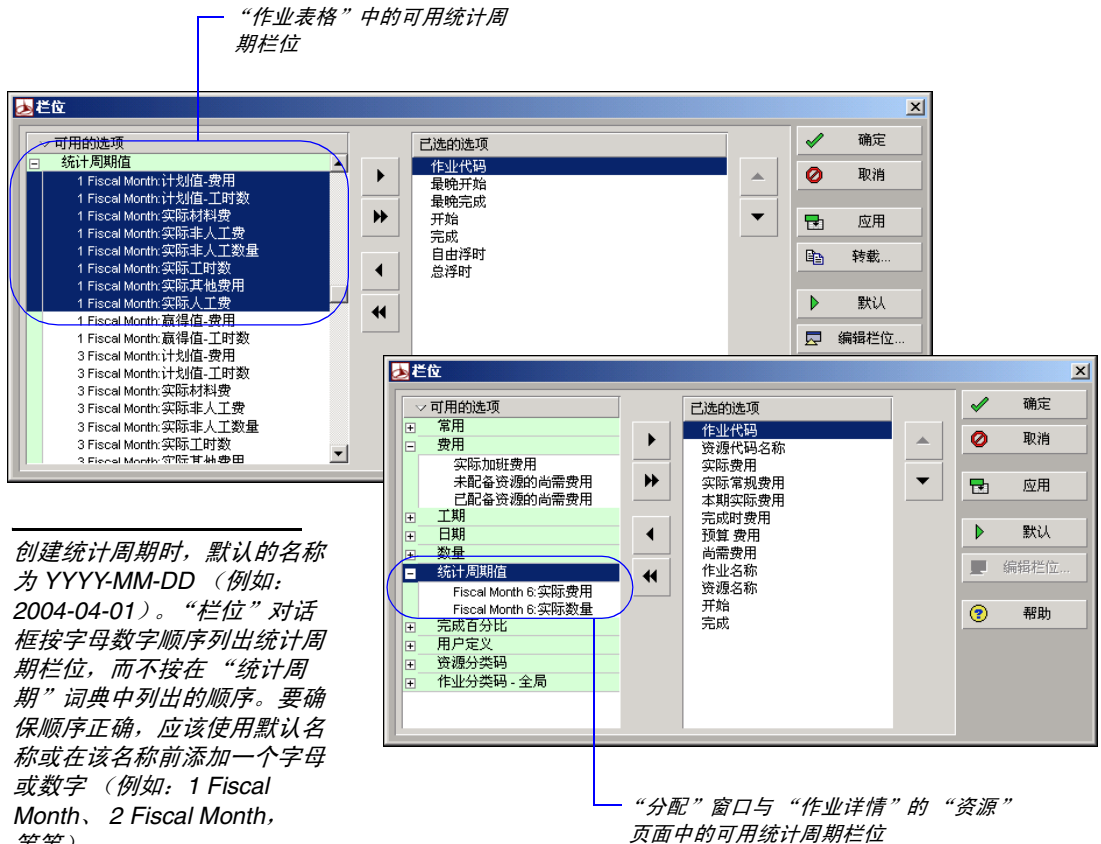 “作业表格”中的可用统计周
期栏位
栏位
可用的选项
统计周期值
1 Fiscal Month:计划值-费用
1 Fiscal Month:计划值-工时数
1 Fiscal Month:实际材料费
1 Fiscal Month:实际非人工费
1 Fiscal Month:实际非人工数量
1 Fiscal Month:实际工时数
1 Fiscal Month:实际其他费用
1 Fiscal Month:实际人工费
1 Fiscal Month:赢得值-费用
1 Fiscal Month:赢得值-工时数
3 Fiscal Month:计划值-费用
3 Fiscal Month:计划值-工时数
3 Fiscal Month:实际材料费
3 Fiscal Month:实际非人工费
3 Fiscal Month:实际非人工数量
3 Fiscal Month:实际工时数
3 Fiscal Month:实际其他费用
已选的选项
作业代码
最晚开始
最晚完成
开始
完成
自由浮时
总浮时
确定
取消
应用
转载...
默认
编辑栏位...
栏位
可用的选项
常用
费用
实际加班费用
未配备资源的尚需费用
已配备资源的尚需费用
工期
日期
数量
统计周期值
Fiscal Month 6:实际费用
Fiscal Month 6:实际数量
完成百分比
用户定义
资源分类码
作业分类码 - 全局
已选的选项
作业代码
资源代码名称
实际费用
实际常规费用
本期实际费用
完成时费用
预算 费用
尚需费用
作业名称
资源名称
开始
完成
确定
取消
应用
默认
编辑栏位...
帮助
创建统计周期时，默认的名称
为 YYYY-MM-DD （例如：
2004-04-01）。“栏位”对话
框按字母数字顺序列出统计周
期栏位，而不按在 “统计周
期”词典中列出的顺序。要确
保顺序正确，应该使用默认名
称或在该名称前添加一个字母
或数字 （例如：1 Fiscal
Month、 2 Fiscal Month，
等等）
“分配”窗口与 “作业详情”的 “资源”
页面中的可用统计周期栏位